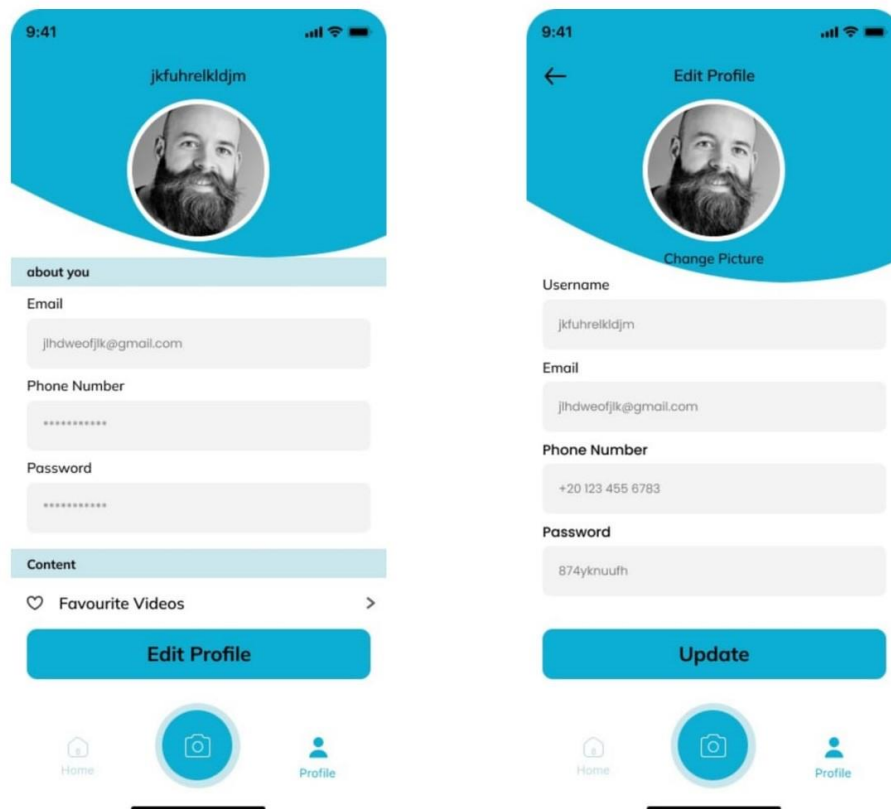 9:41
jkfuhrelkldjm
about you
Email
jlhdweofjlk@gmail.com
Phone Number
***********
Password
***********
Content
Favourite Videos
Edit Profile
Home
Profile
9:41
Edit Profile
Change Picture
Username
jkfuhrelkldjm
Email
jlhdweofjlk@gmail.com
Phone Number
+20 123 455 6783
Password
874yknuufh
Update
Home
Profile